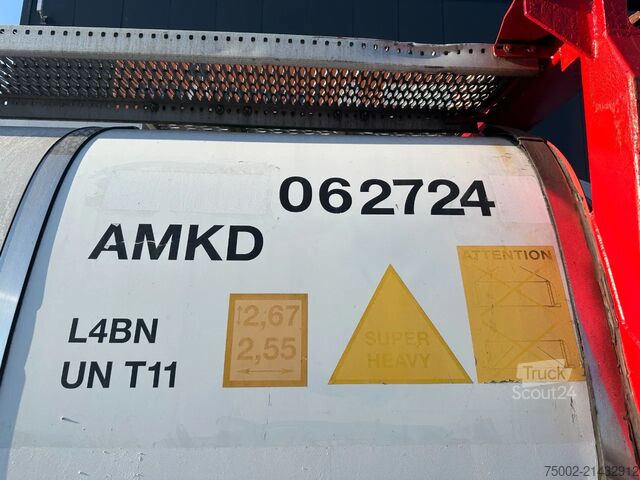 062724
AMKD
ATTENTION
L4BN
UN T11
2,67
2,55
SUPER
HEAVY
Truck
Scout24
75002-21432912